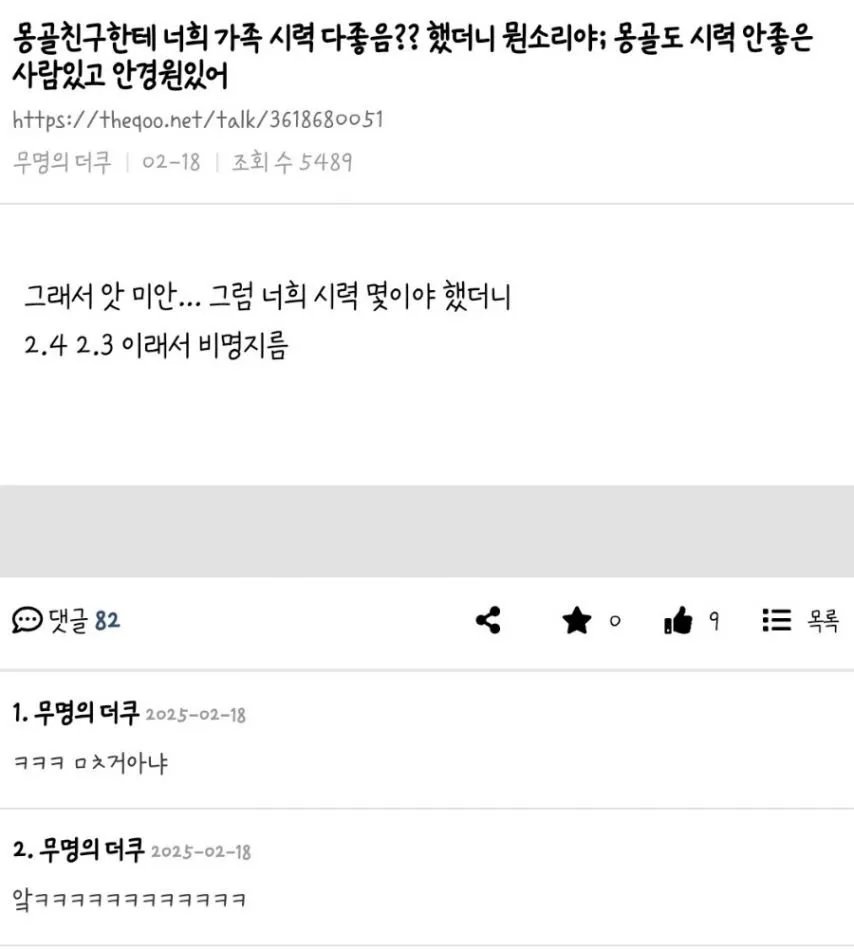 몽골친구한테 너희 가족 시력 다좋음?? 했더니 뭔소리야; 몽골도 시력 안좋은
사람있고 안경원있어
https://theqoo.net/talk/3618680051
무명의 더쿠 | 02-18 | 조회 수 5489
그래서 앗 미안... 그럼 너희 시력 몇이야 했더니
2.4 2.3 이래서 비명지름
댓글 82
0
9
목록
1. 무명의 더쿠 2025-02-18
ㅋㅋㅋ ㅁㅊ거아냐
2. 무명의 더쿠 2025-02-18
앜ㅋㅋㅋㅋㅋㅋㅋㅋㅋㅋㅋㅋ